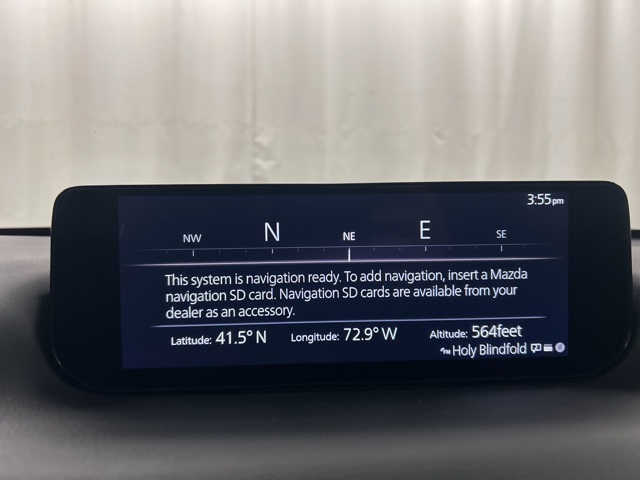 3:55pm
NW N NE E SE
This system is navigation ready. To add navigation, insert a Mazda
navigation SD card. Navigation SD cards are available from your
dealer as an accessory.
Latitude: 41.5° N Longitude: 72.9° W Altitude: 564feet
Holy Blindfold